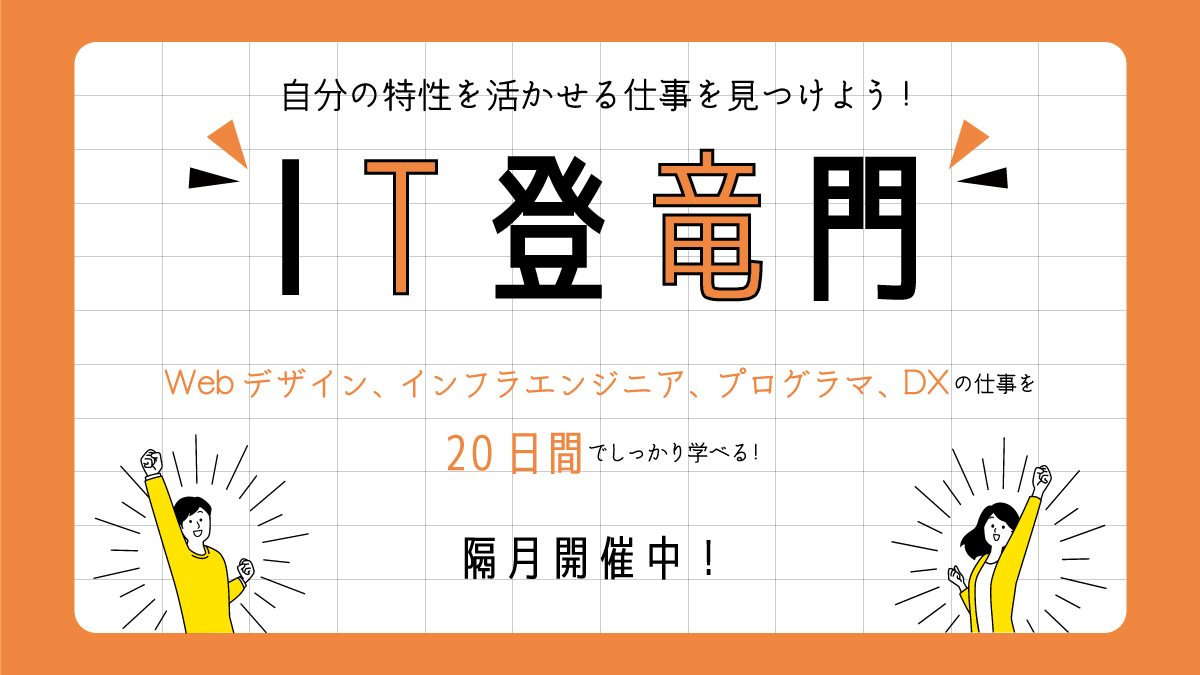 自分の特性を活かせる仕事を見つけよう！
IT登竜門
Webデザイン、インフラエンジニア、プログラマ、DXの仕事を
20日間でしっかり学べる！
隔月開催中！